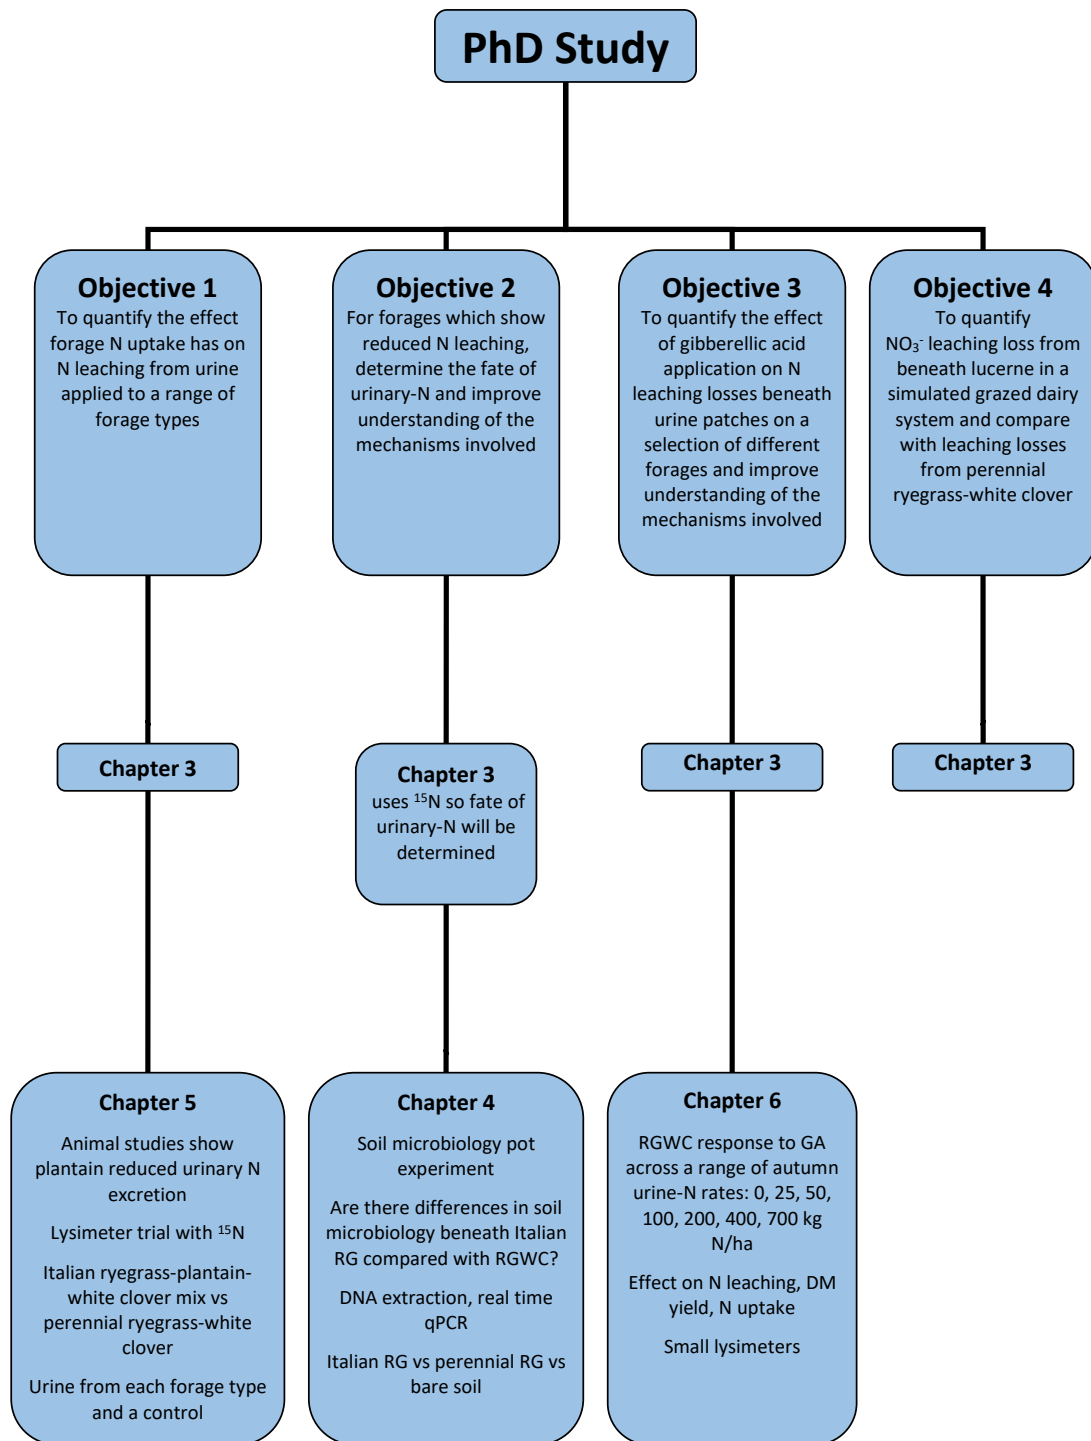 PhD Study
Objective 1
To quantify the effect
forage N uptake has on
N leaching from urine
applied to a range of
forage types
Objective 2
For forages which show
reduced N leaching,
determine the fate of
urinary-N and improve
understanding of the
mechanisms involved
Objective 3
To quantify the effect
of gibberellic acid
application on N
leaching losses beneath
urine patches on a
selection of different
forages and improve
understanding of the
mechanisms involved
Objective 4
To quantify
NO₃⁻ leaching loss from
beneath lucerne in a
simulated grazed dairy
system and compare
with leaching losses
from perennial
ryegrass-white clover
Chapter 3
Chapter 3
uses ¹⁵N so fate of
urinary-N will be
determined
Chapter 3
Chapter 3
Chapter 5
Animal studies show
plantain reduced urinary N
excretion
Lysimeter trial with ¹⁵N
Italian ryegrass-plantain-
white clover mix vs
perennial ryegrass-white
clover
Urine from each forage type
and a control
Chapter 4
Soil microbiology pot
experiment
Are there differences in soil
microbiology beneath Italian
RG compared with RGWC?
DNA extraction, real time
qPCR
Italian RG vs perennial RG vs
bare soil
Chapter 6
RGWC response to GA
across a range of autumn
urine-N rates: 0, 25, 50,
100, 200, 400, 700 kg
N/ha
Effect on N leaching, DM
yield, N uptake
Small lysimeters